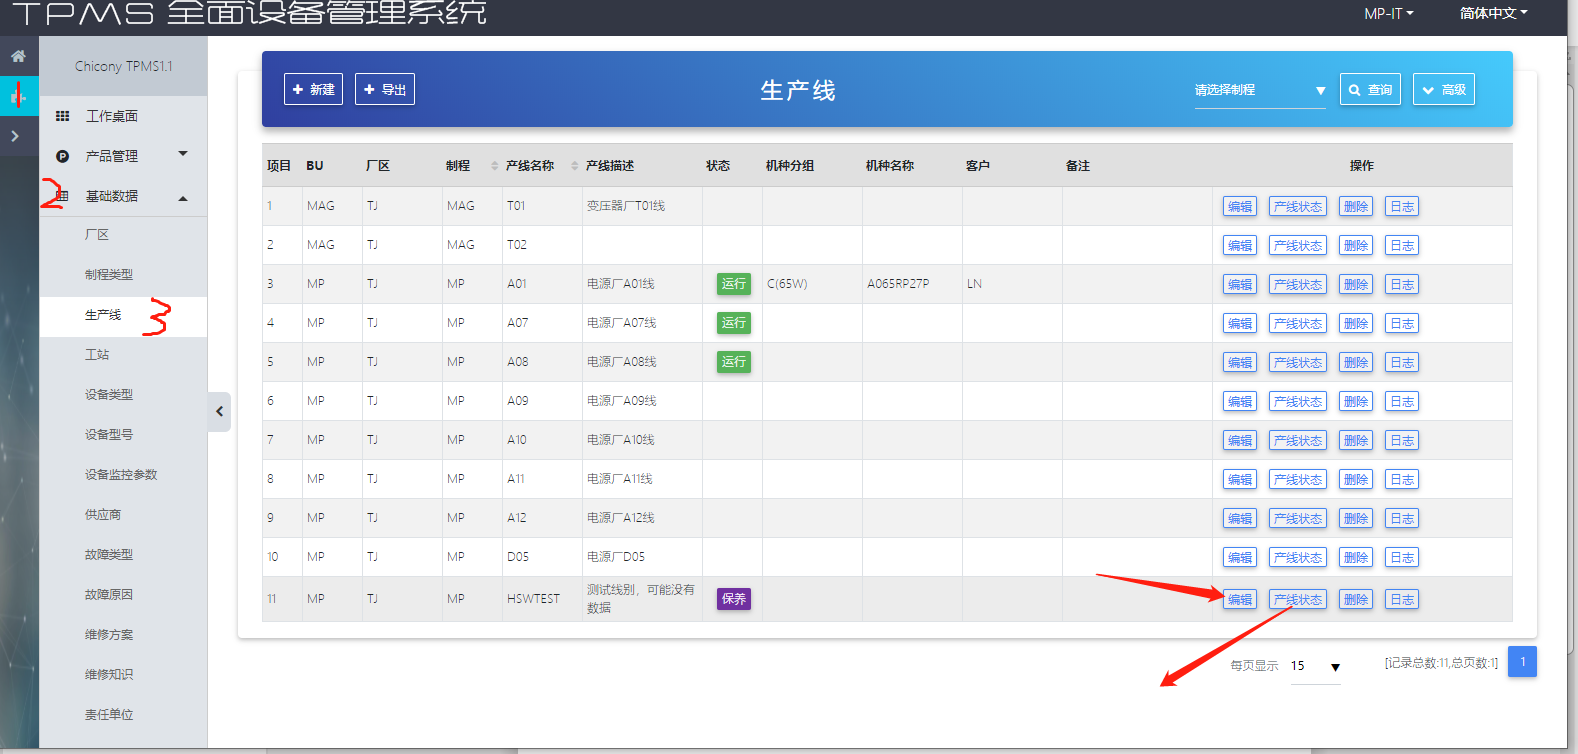 TPMS 全面设备管理系统
MP-IT
简体中文
Chicony TPMS1.1
工作桌面
产品管理
基础数据
厂区
制程类型
生产线
工站
设备类型
设备型号
设备监控参数
供应商
故障类型
故障原因
维修方案
维修知识
责任单位
1
2
3
新建
导出
生产线
请选择制程
查询
高级
项目 BU 厂区 制程 产线名称 产线描述 状态 机种分组 机种名称 客户 备注 操作
1 MAG TJ MAG T01 变压器厂T01线 编辑 产线状态 删除 日志
2 MAG TJ MAG T02 编辑 产线状态 删除 日志
3 MP TJ MP A01 电源厂A01线 运行 C(65W) A065RP27P LN 编辑 产线状态 删除 日志
4 MP TJ MP A07 电源厂A07线 运行 编辑 产线状态 删除 日志
5 MP TJ MP A08 电源厂A08线 运行 编辑 产线状态 删除 日志
6 MP TJ MP A09 电源厂A09线 编辑 产线状态 删除 日志
7 MP TJ MP A10 电源厂A10线 编辑 产线状态 删除 日志
8 MP TJ MP A11 电源厂A11线 编辑 产线状态 删除 日志
9 MP TJ MP A12 电源厂A12线 编辑 产线状态 删除 日志
10 MP TJ MP D05 电源厂D05 编辑 产线状态 删除 日志
11 MP TJ MP HSWTEST 测试线别，可能没有
数据 保养 编辑 产线状态 删除 日志
每页显示 15 [记录总数:11,总页数:1] 1